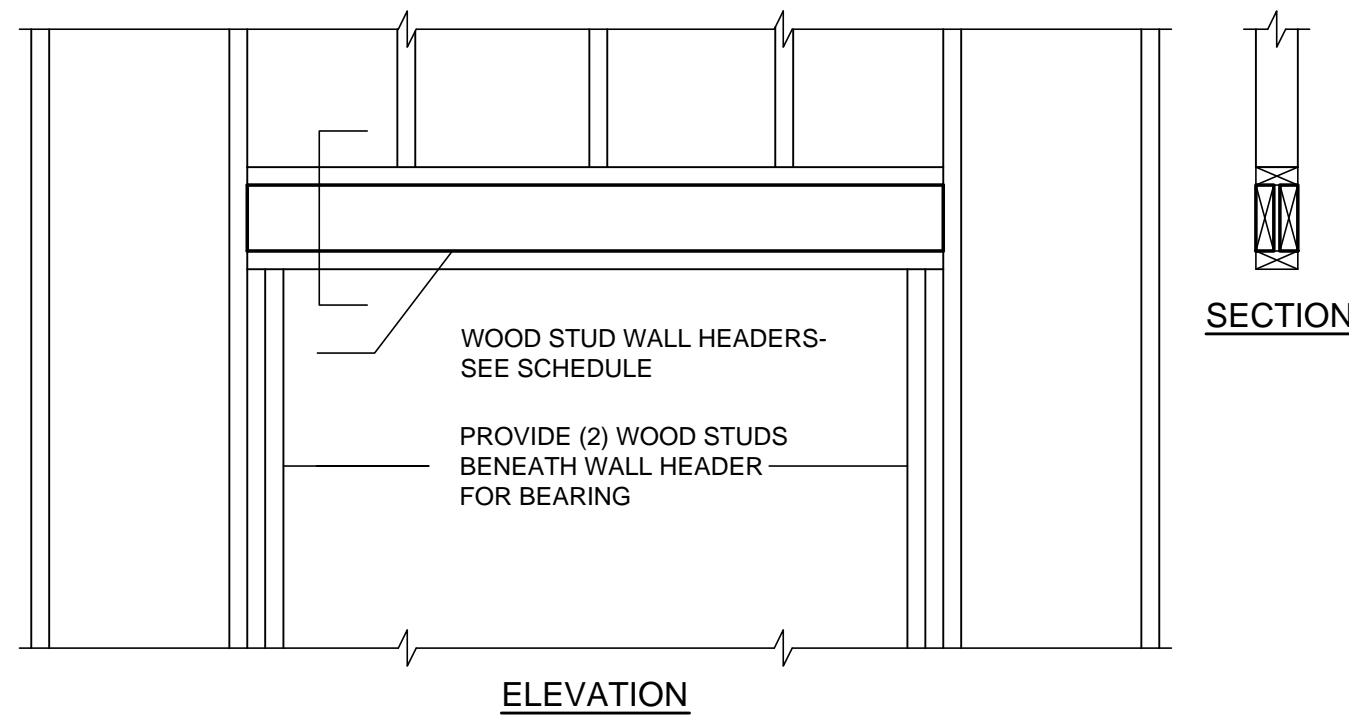 WOOD STUD WALL HEADERS-
SEE SCHEDULE
PROVIDE (2) WOOD STUDS
BENEATH WALL HEADER
FOR BEARING
SECTION
ELEVATION